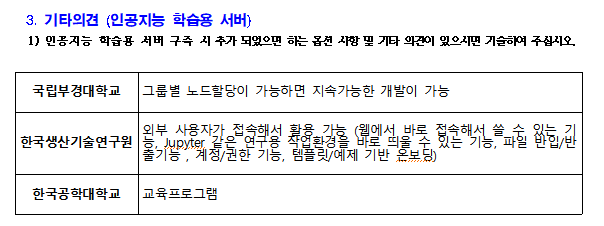 3. 기타의견 (인공지능 학습용 서버)
1) 인공지능 학습용 서버 구축 시 추가 되었으면 하는 옵션 사항 및 기타 의견이 있으시면 기술하여 주십시오.
국립부경대학교
그룹별 노드할당이 가능하면 지속가능한 개발이 가능
한국생산기술연구원
외부 사용자가 접속해서 활용 가능 (웹에서 바로 접속해서 쓸 수 있는 기
능, Jupyter 같은 연구용 작업환경을 바로 띄울 수 있는 기능, 파일 반입/반
출기능 , 계정/권한 기능, 템플릿/예제 기반 온보딩)
한국공학대학교
교육프로그램